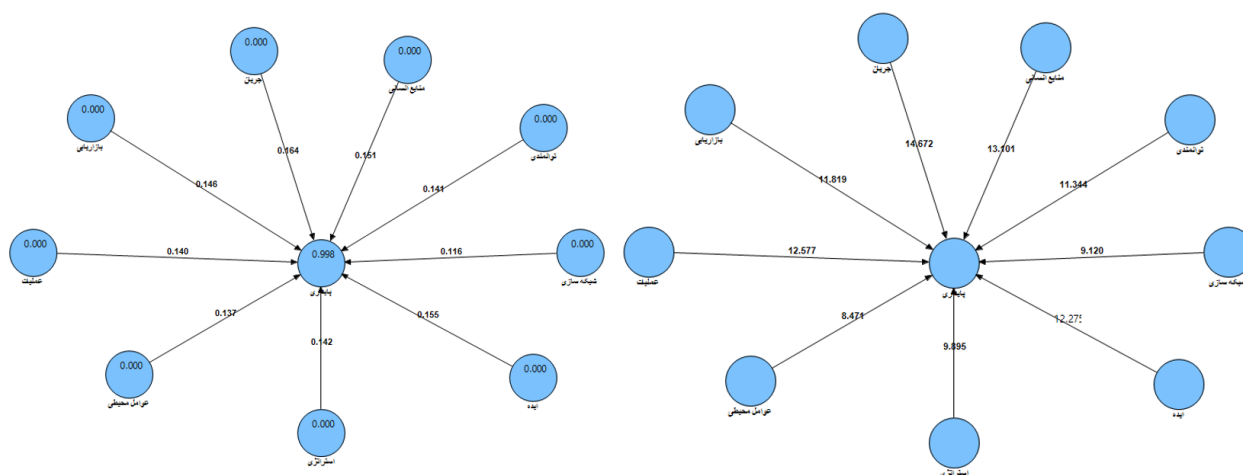 0.000
جریان
0.000
منابع انسانی
0.000
بازاریابی
0.000
توانمندی
0.164
0.151
0.146
0.141
0.000
عملیات
0.140
0.998
پایداری
0.116
0.000
شبکه سازی
0.137
0.142
0.155
0.000
عوامل محیطی
0.000
استراتژی
0.000
ایده
جریان
منابع انسانی
بازاریابی
توانمندی
14.672
13.101
11.819
11.344
عملیات
12.577
پایداری
9.120
شبکه سازی
8.471
9.895
12.275
عوامل محیطی
استراتژی
ایده